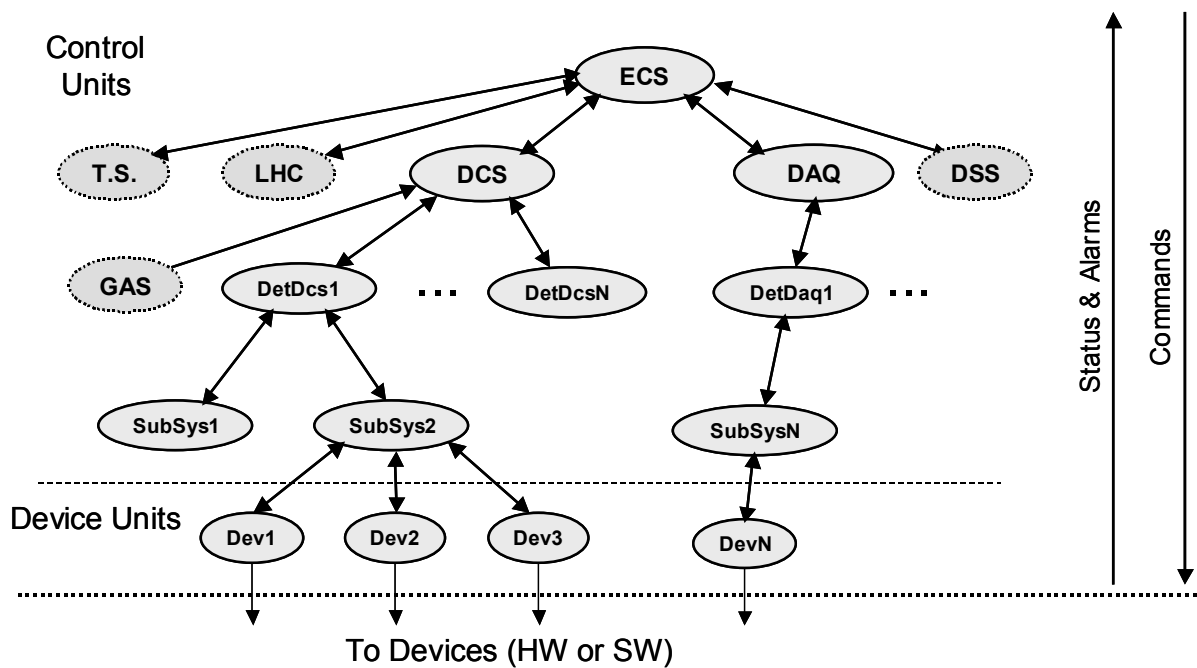 Control
Units
ECS
T.S.
LHC
DCS
DAQ
DSS
GAS
DetDcs1
...
DetDcsN
DetDaq1
...
SubSys1
SubSys2
SubSysN
Status & Alarms
Commands
Device Units
Dev1
Dev2
Dev3
DevN
To Devices (HW or SW)